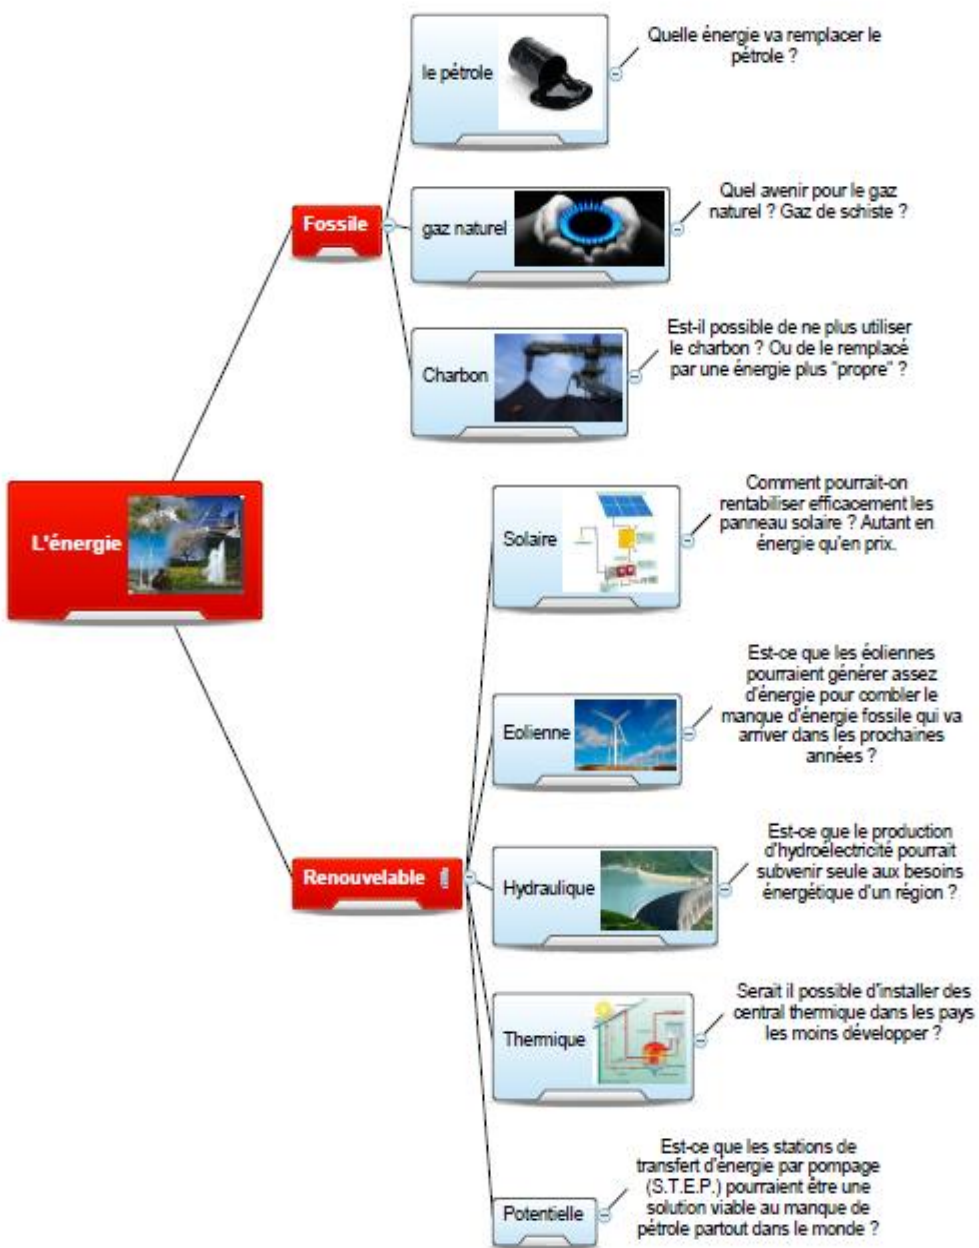 le pétrole
Quelle énergie va remplacer le
pétrole ?
Fossile
gaz naturel
Quel avenir pour le gaz
naturel ? Gaz de schiste ?
Charbon
Est-il possible de ne plus utiliser
le charbon ? Ou de le remplacé
par une énergie plus "propre" ?
L'énergie
Solaire
Comment pourrait-on
rentabiliser efficacement les
panneau solaire ? Autant en
énergie qu'en prix.
Eolienne
Est-ce que les éoliennes
pourraient générer assez
d'énergie pour combler le
manque d'énergie fossile qui va
arriver dans les prochaines
années ?
Renouvelable
Hydraulique
Est-ce que le production
d'hydroélectricité pourrait
subvenir seule aux besoins
énergétique d'un région ?
Thermique
Serait il possible d'installer des
central thermique dans les pays
les moins développer ?
Potentielle
Est-ce que les stations de
transfert d'énergie par pompage
(S.T.E.P.) pourraient être une
solution viable au manque de
pétrole partout dans le monde ?